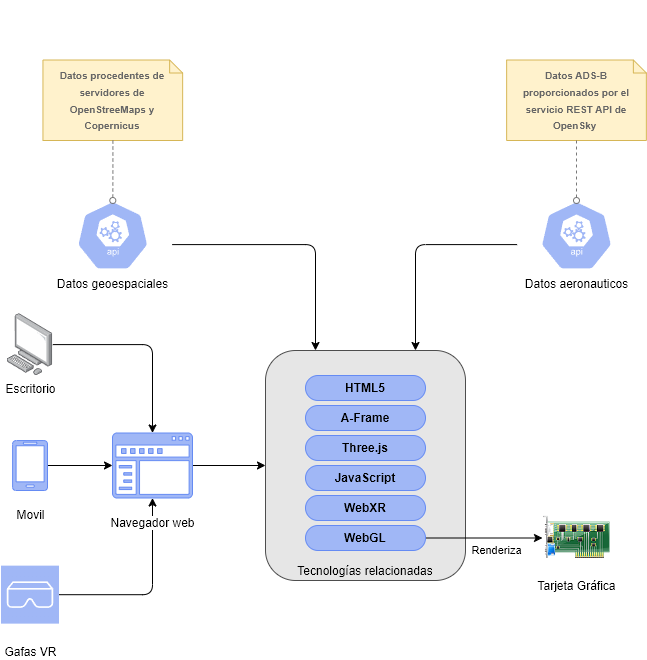 Datos procedentes de
servidores de
OpenStreeMaps y
Copernicus
Datos ADS-B
proporcionados por el
servicio REST API de
OpenSky
api
api
Datos geoespaciales
Datos aeronauticos
Escritorio
Movil
Navegador web
Gafas VR
HTML5
A-Frame
Three.js
JavaScript
WebXR
WebGL
Tecnologías relacionadas
Renderiza
Tarjeta Gráfica